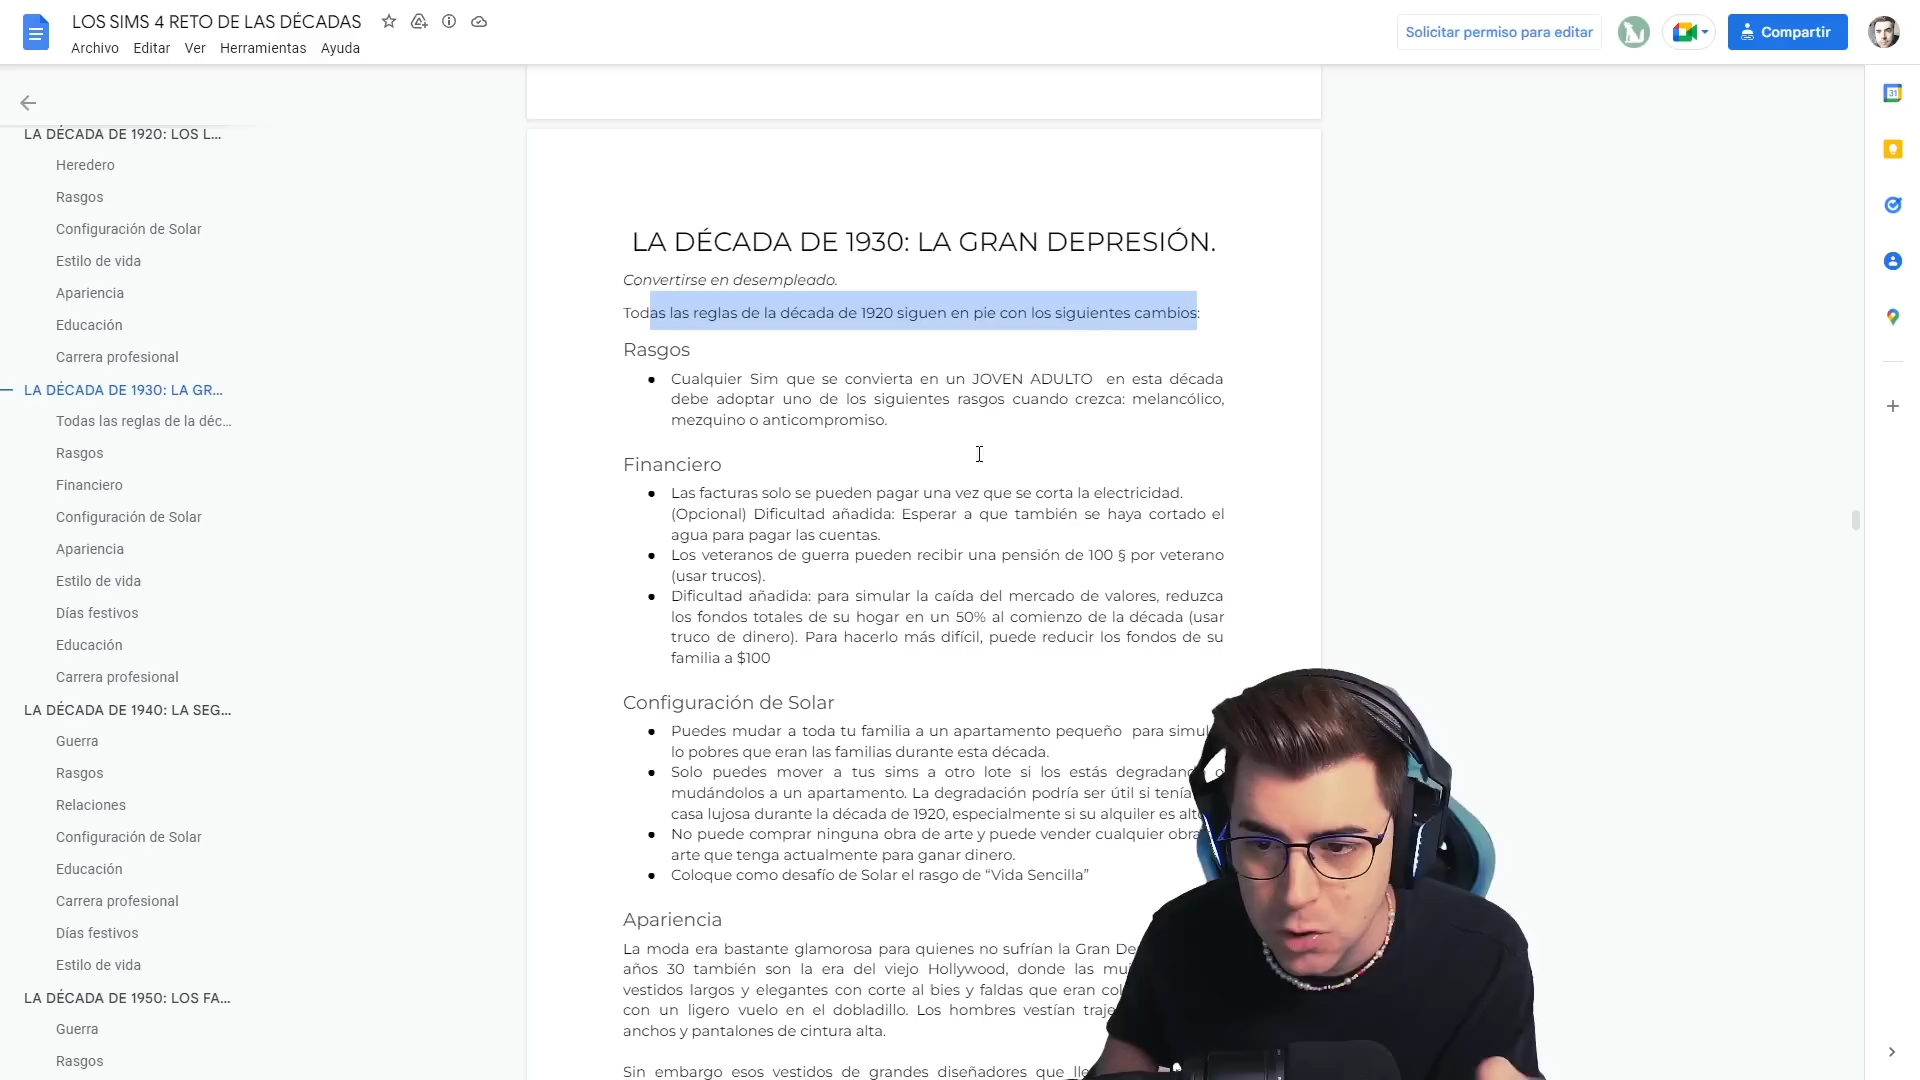 LOS SIMS 4 RETO DE LAS DÉCADAS
Archivo Editar Ver Herramientas Ayuda
Solicitar permiso para editar
Compartir
LA DÉCADA DE 1920: LOS L...
Heredero
Rasgos
Configuración de Solar
Estilo de vida
Apariencia
Educación
Carrera profesional
LA DÉCADA DE 1930: LA GR...
Todas las reglas de la déc...
Rasgos
Financiero
Configuración de Solar
Apariencia
Estilo de vida
Días festivos
Educación
Carrera profesional
LA DÉCADA DE 1940: LA SEG...
Guerra
Rasgos
Relaciones
Configuración de Solar
Educación
Carrera profesional
Días festivos
Estilo de vida
LA DÉCADA DE 1950: LOS FA...
Guerra
Rasgos
LA DÉCADA DE 1930: LA GRAN DEPRESIÓN.
Convertirse en desempleado.
Todas las reglas de la década de 1920 siguen en pie con los siguientes cambios:
Rasgos
● Cualquier Sim que se convierta en un JOVEN ADULTO en esta década
debe adoptar uno de los siguientes rasgos cuando crezca: melancólico,
mezquino o anticompromiso.
Financiero
● Las facturas solo se pueden pagar una vez que se corta la electricidad.
(Opcional) Dificultad añadida: Esperar a que también se haya cortado el
agua para pagar las cuentas.
● Los veteranos de guerra pueden recibir una pensión de 100 § por veterano
(usar trucos).
● Dificultad añadida: para simular la caída del mercado de valores, reduzca
los fondos totales de su hogar en un 50% al comienzo de la década (usar
truco de dinero). Para hacerlo más difícil, puede reducir los fondos de su
familia a $100
Configuración de Solar
● Puedes mudar a toda tu familia a un apartamento pequeño para simul
lo pobres que eran las familias durante esta década.
● Solo puedes mover a tus sims a otro lote si los estás degradando o
mudándolos a un apartamento. La degradación podría ser útil si tenía
casa lujosa durante la década de 1920, especialmente si su alquiler es alt
● No puede comprar ninguna obra de arte y puede vender cualquier obra
arte que tenga actualmente para ganar dinero.
● Coloque como desafío de Solar el rasgo de “Vida Sencilla”
Apariencia
La moda era bastante glamorosa para quienes no sufrían la Gran De
años 30 también son la era del viejo Hollywood, donde las mu
vestidos largos y elegantes con corte al bies y faldas que eran col
con un ligero vuelo en el dobladillo. Los hombres vestían traje
anchos y pantalones de cintura alta.
Sin embargo esos vestidos de grandes diseñadores que lle
31